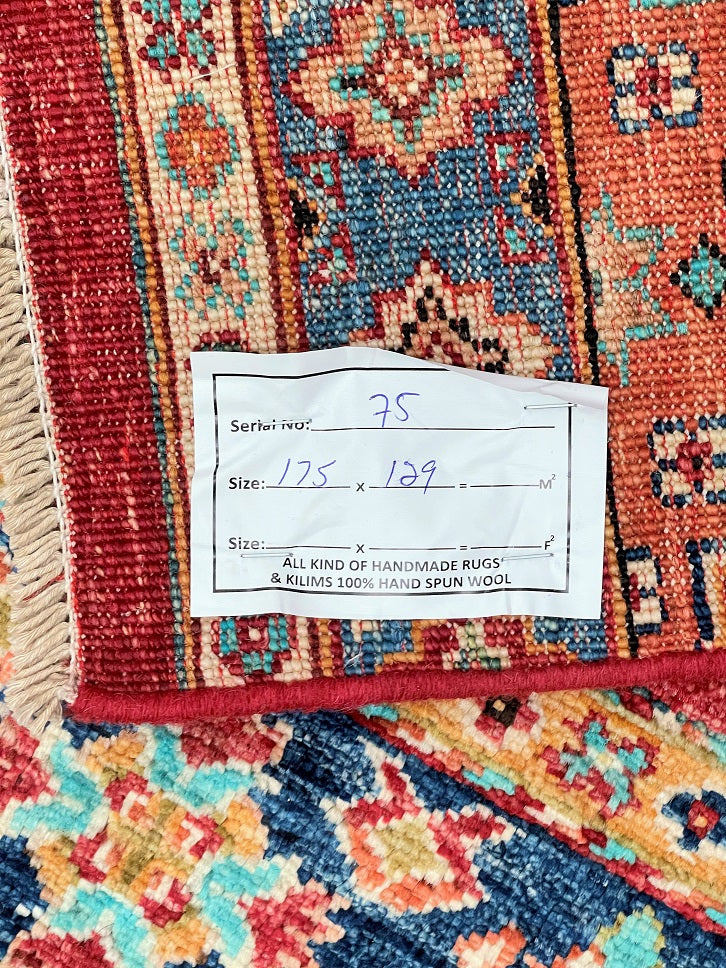 Serial No: 75
Size: 175 x 129 = M²
Size: x = F²
ALL KIND OF HANDMADE RUGS'
& KILIMS 100% HAND SPUN WOOL